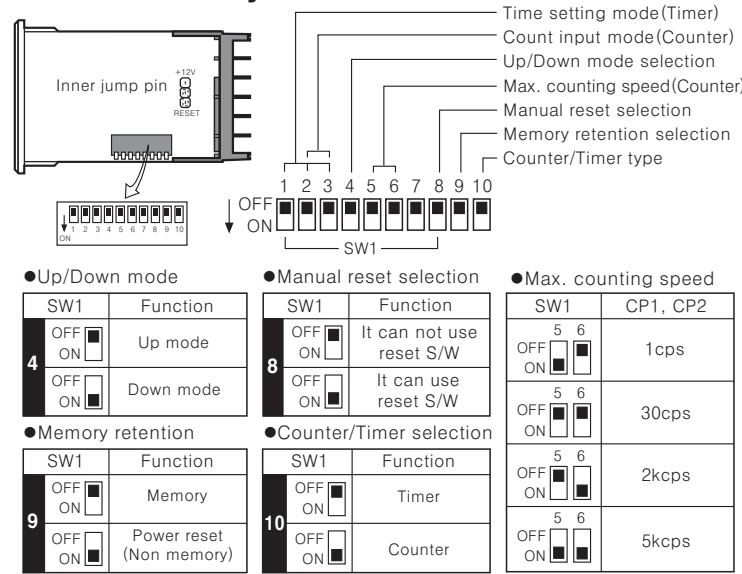 Time setting mode(Timer)
Count input mode(Counter)
Up/Down mode selection
Max. counting speed(Counter)
Manual reset selection
Memory retention selection
Counter/Timer type
Inner jump pin
+12V
RESET
1 2 3 4 5 6 7 8 9 10
ON
1 2 3 4 5 6 7 8 9 10
OFF
ON
SW1
●Up/Down mode
SW1 Function
4
OFF
ON
Up mode
OFF
ON
Down mode
●Manual reset selection
SW1 Function
8
OFF
ON
It can not use
reset S/W
OFF
ON
It can use
reset S/W
●Max. counting speed
SW1 CP1, CP2
5 6
OFF
ON
1cps
5 6
OFF
ON
30cps
5 6
OFF
ON
2kcps
5 6
OFF
ON
5kcps
●Memory retention
SW1 Function
9
OFF
ON
Memory
OFF
ON
Power reset
(Non memory)
●Counter/Timer selection
SW1 Function
10
OFF
ON
Timer
OFF
ON
Counter